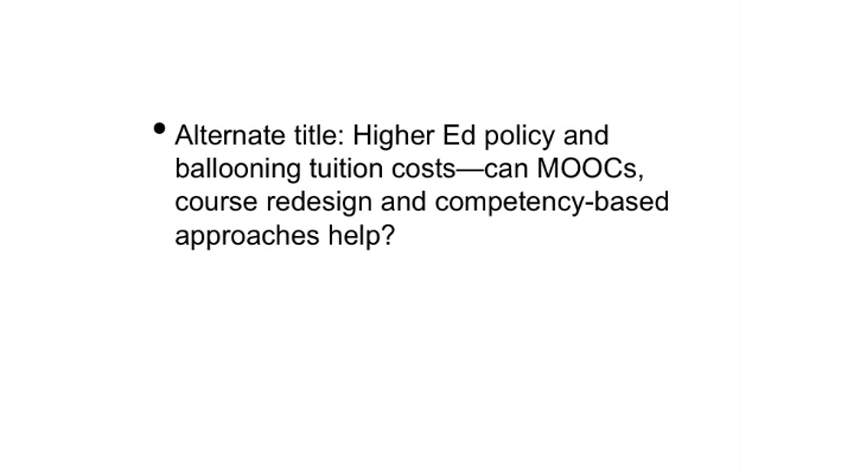 • Alternate title: Higher Ed policy and
ballooning tuition costs—can MOOCs,
course redesign and competency-based
approaches help?